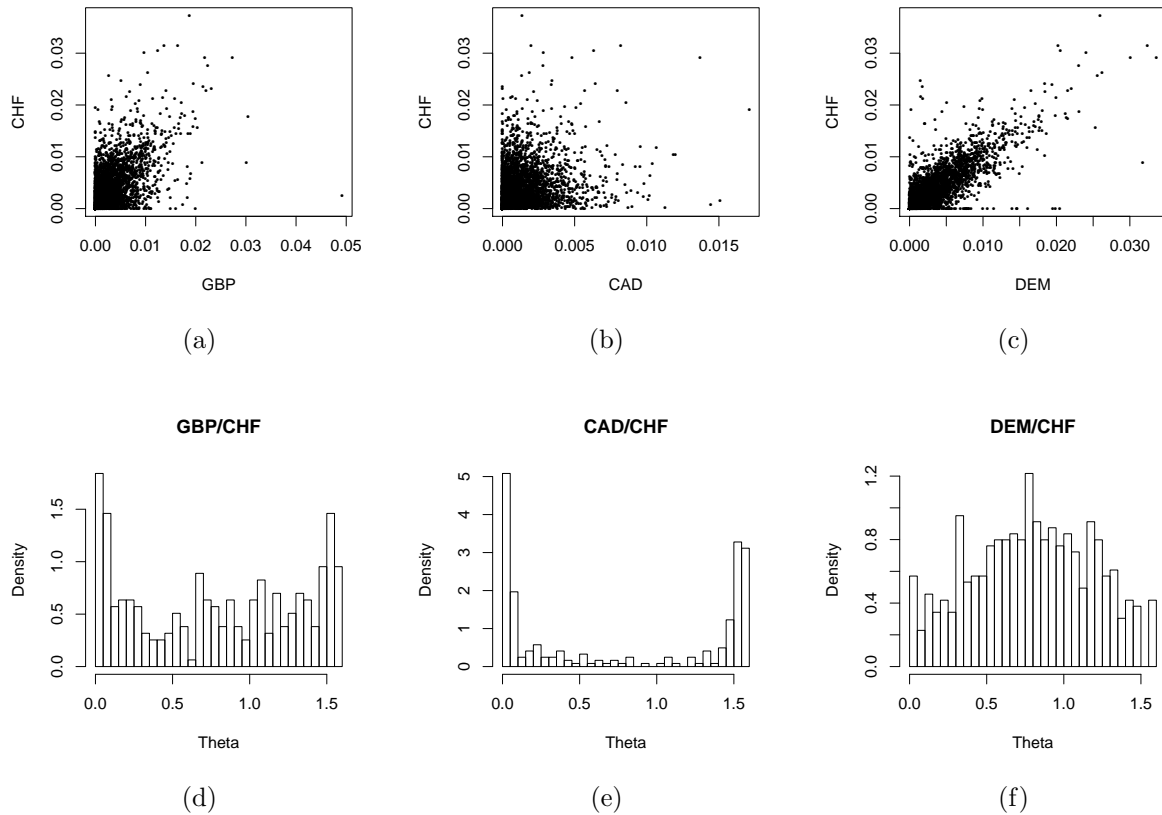 CHF
0.00 0.01 0.02 0.03
0.00 0.01 0.02 0.03 0.04 0.05
GBP
(a)
CHF
0.00 0.01 0.02 0.03
0.000 0.005 0.010 0.015
CAD
(b)
CHF
0.00 0.01 0.02 0.03
0.000 0.010 0.020 0.030
DEM
(c)
GBP/CHF
Density
0.0 0.5 1.0 1.5
0.0 0.5 1.0 1.5
Theta
(d)
CAD/CHF
Density
0 1 2 3 4 5
0.0 0.5 1.0 1.5
Theta
(e)
DEM/CHF
Density
0.0 0.4 0.8 1.2
0.0 0.5 1.0 1.5
Theta
(f)